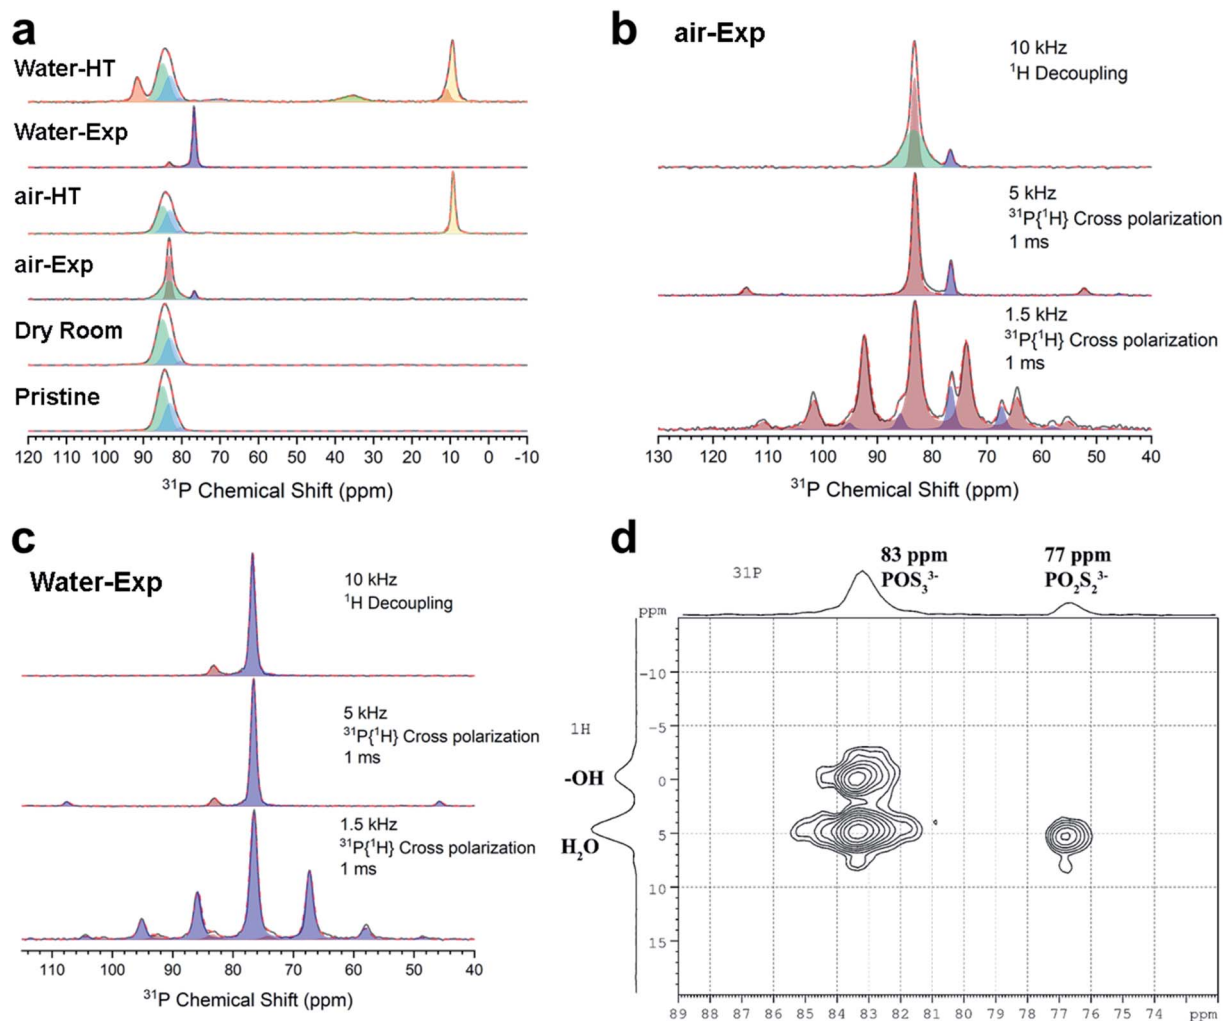 a
Water-HT
Water-Exp
air-HT
air-Exp
Dry Room
Pristine
120 110 100 90 80 70 60 50 40 30 20 10 0 -10
³¹P Chemical Shift (ppm)
b
air-Exp
10 kHz
¹H Decoupling
5 kHz
³¹P{¹H} Cross polarization
1 ms
1.5 kHz
³¹P{¹H} Cross polarization
1 ms
130 120 110 100 90 80 70 60 50 40
³¹P Chemical Shift (ppm)
c
Water-Exp
10 kHz
¹H Decoupling
5 kHz
³¹P{¹H} Cross polarization
1 ms
1.5 kHz
³¹P{¹H} Cross polarization
1 ms
110 100 90 80 70 60 50 40
³¹P Chemical Shift (ppm)
d
83 ppm
POS₃³⁻
77 ppm
PO₂S₂³⁻
31P
ppm
-10
-5
1H
-OH
0
H₂O
5
10
15
89 88 87 86 85 84 83 82 81 80 79 78 77 76 75 74 ppm